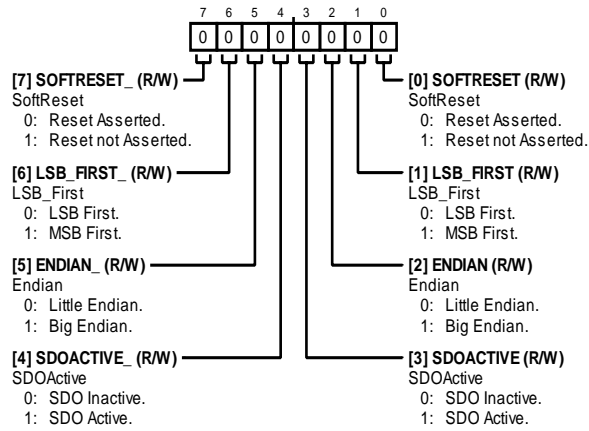 7 6 5 4 3 2 1 0
0 0 0 0 0 0 0 0
[7] SOFTRESET_ (R/W)
SoftReset
0: Reset Asserted.
1: Reset not Asserted.
[6] LSB_FIRST_ (R/W)
LSB_First
0: LSB First.
1: MSB First.
[5] ENDIAN_ (R/W)
Endian
0: Little Endian.
1: Big Endian.
[4] SDOACTIVE_ (R/W)
SDOActive
0: SDO Inactive.
1: SDO Active.
[0] SOFTRESET (R/W)
SoftReset
0: Reset Asserted.
1: Reset not Asserted.
[1] LSB_FIRST (R/W)
LSB_First
0: LSB First.
1: MSB First.
[2] ENDIAN (R/W)
Endian
0: Little Endian.
1: Big Endian.
[3] SDOACTIVE (R/W)
SDOActive
0: SDO Inactive.
1: SDO Active.